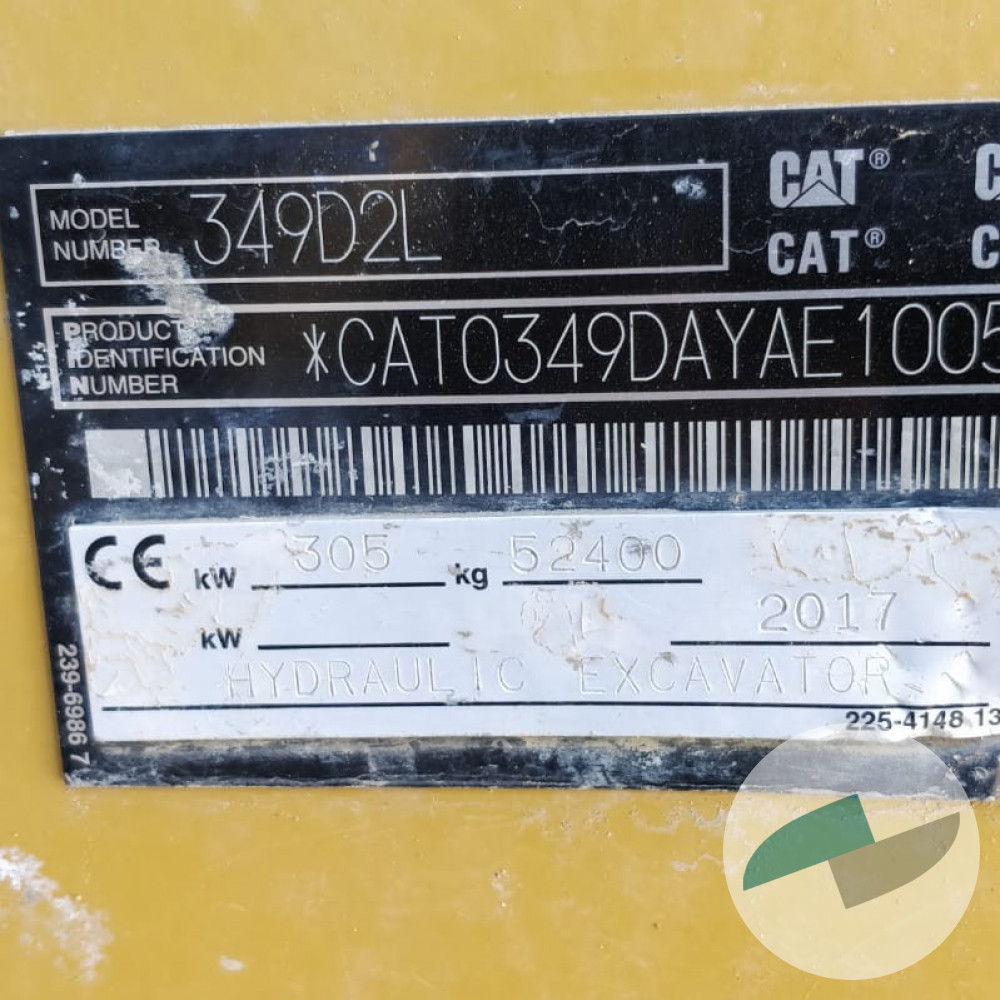 CAT®
MODEL
NUMBER 349D2L
CAT®
PRODUCT
IDENTIFICATION
NUMBER *CAT0349DAYAE1005
CE kW 305 kg 52400
kW 2017
HYDRAULIC EXCAVATOR
225-4148 13
239-6986 7